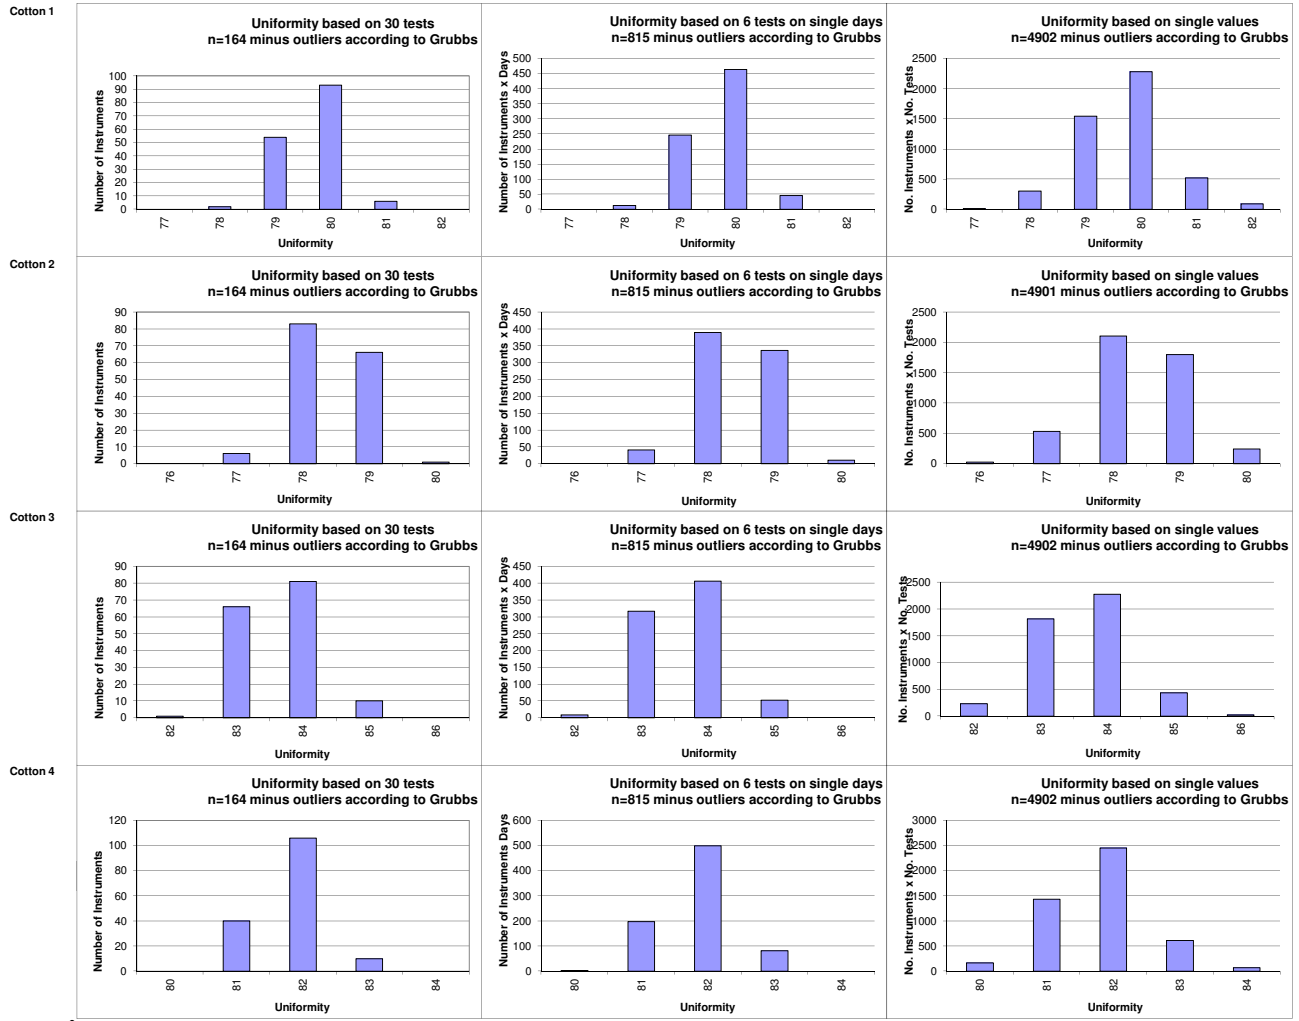 Cotton 1
Uniformity based on 30 tests
n=164 minus outliers according to Grubbs
Number of Instruments
100
90
80
70
60
50
40
30
20
10
0
77 78 79 80 81 82
Uniformity
Uniformity based on 6 tests on single days
n=815 minus outliers according to Grubbs
Number of Instruments x Days
500
450
400
350
300
250
200
150
100
50
0
77 78 79 80 81 82
Uniformity
Uniformity based on single values
n=4902 minus outliers according to Grubbs
No. Instruments x No. Tests
2500
2000
1500
1000
500
0
77 78 79 80 81 82
Uniformity
Cotton 2
Uniformity based on 30 tests
n=164 minus outliers according to Grubbs
Number of Instruments
90
80
70
60
50
40
30
20
10
0
76 77 78 79 80
Uniformity
Uniformity based on 6 tests on single days
n=815 minus outliers according to Grubbs
Number of Instruments x Days
450
400
350
300
250
200
150
100
50
0
76 77 78 79 80
Uniformity
Uniformity based on single values
n=4901 minus outliers according to Grubbs
No. Instruments x No. Tests
2500
2000
1500
1000
500
0
76 77 78 79 80
Uniformity
Cotton 3
Uniformity based on 30 tests
n=164 minus outliers according to Grubbs
Number of Instruments
90
80
70
60
50
40
30
20
10
0
82 83 84 85 86
Uniformity
Uniformity based on 6 tests on single days
n=815 minus outliers according to Grubbs
Number of Instruments x Days
450
400
350
300
250
200
150
100
50
0
82 83 84 85 86
Uniformity
Uniformity based on single values
n=4902 minus outliers according to Grubbs
No. Instruments x No. Tests
2500
2000
1500
1000
500
0
82 83 84 85 86
Uniformity
Cotton 4
Uniformity based on 30 tests
n=164 minus outliers according to Grubbs
Number of Instruments
120
100
80
60
40
20
0
80 81 82 83 84
Uniformity
Uniformity based on 6 tests on single days
n=815 minus outliers according to Grubbs
Number of Instruments Days
600
500
400
300
200
100
0
80 81 82 83 84
Uniformity
Uniformity based on single values
n=4902 minus outliers according to Grubbs
No. Instruments x No. Tests
3000
2500
2000
1500
1000
500
0
80 81 82 83 84
Uniformity